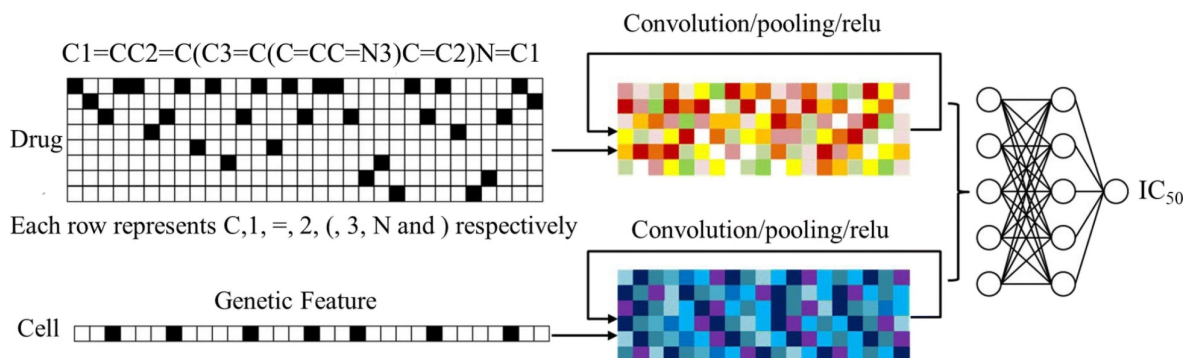 Convolution/pooling/relu
C1=CC2=C(C3=C(C=CC=N3)C=C2)N=C1
Drug
IC50
Each row represents C,1, =, 2, (, 3, N and ) respectively
Convolution/pooling/relu
Genetic Feature
Cell